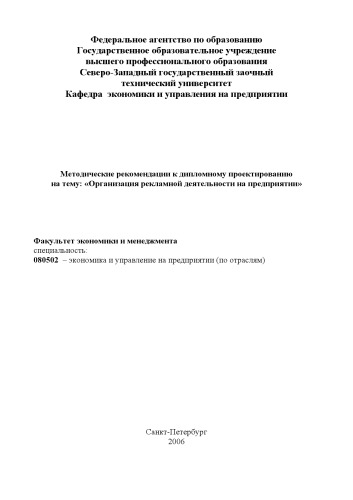 Федеральное агентство по образованию
Государственное образовательное учреждение
высшего профессионального образования
Северо-Западный государственный заочный
технический университет
Кафедра экономики и управления на предприятии
Методические рекомендации к дипломному проектированию
на тему: «Организация рекламной деятельности на предприятии»
Факультет экономики и менеджмента
специальность:
080502 – экономика и управление на предприятии (по отраслям)
Санкт-Петербург
2006